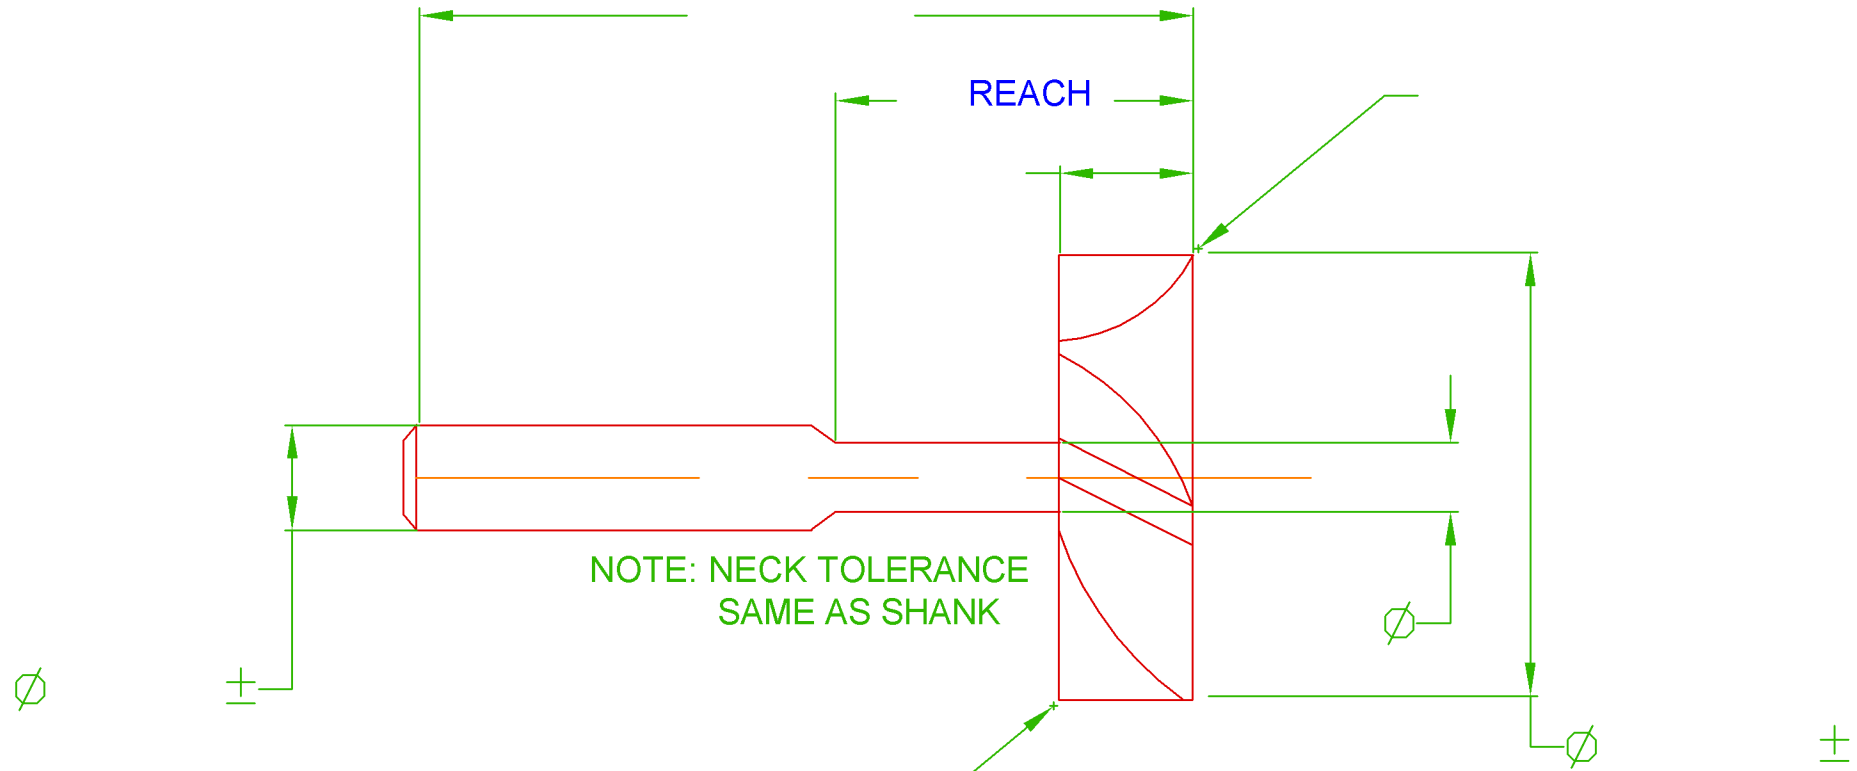 REACH
NOTE: NECK TOLERANCE
SAME AS SHANK
Ø
Ø ±
Ø ±